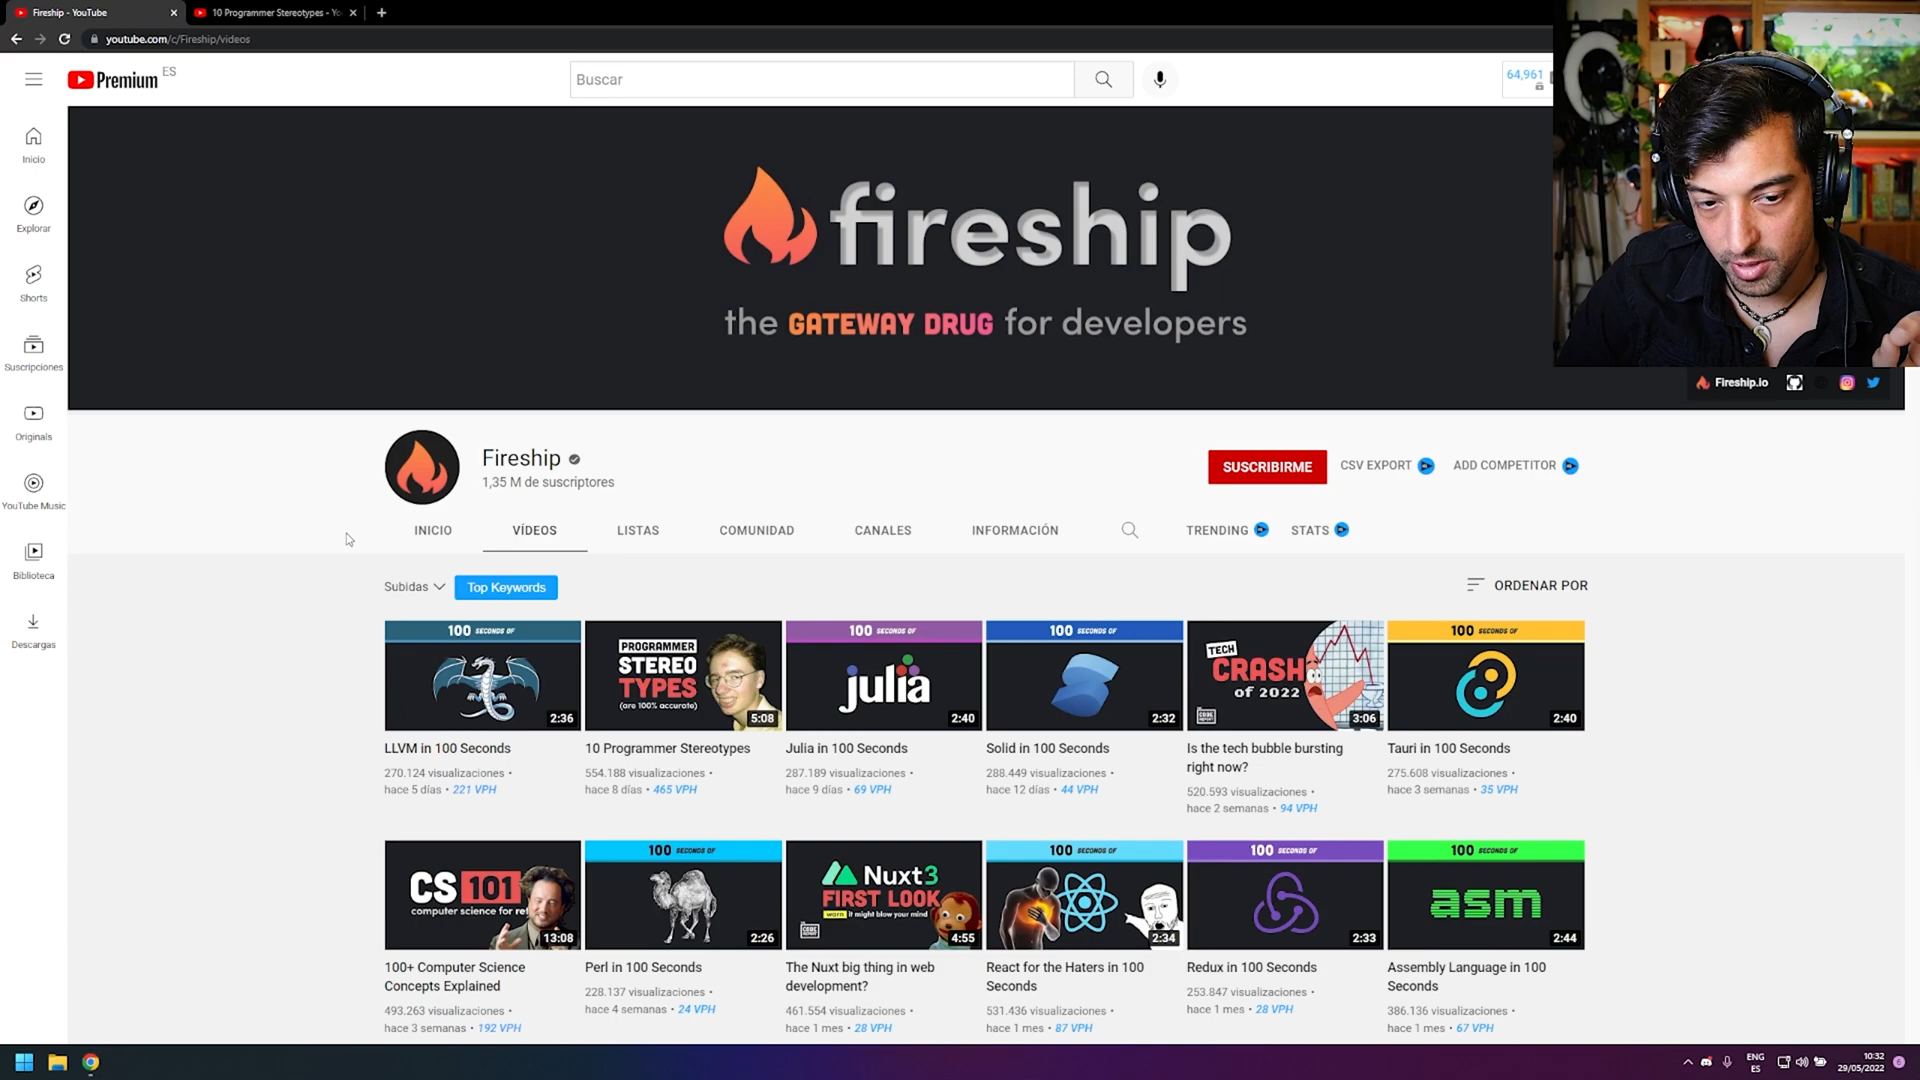 Fireship - YouTube
10 Programmer Stereotypes - Yo
youtube.com/c/Fireship/videos
Premium ES
Buscar
64,961
fireship
the GATEWAY DRUG for developers
Fireship.io
Inicio
Explorar
Shorts
Suscripciones
Originals
YouTube Music
Biblioteca
Descargas
Fireship
1,35 M de suscriptores
SUSCRIBIRME
CSV EXPORT
ADD COMPETITOR
INICIO
VÍDEOS
LISTAS
COMUNIDAD
CANALES
INFORMACIÓN
TRENDING
STATS
Subidas
Top Keywords
ORDENAR POR
100 SECONDS OF
2:36
LLVM in 100 Seconds
270.124 visualizaciones •
hace 5 días • 221 VPH
PROGRAMMER
STEREO
TYPES
(are 100% accurate)
5:08
10 Programmer Stereotypes
554.188 visualizaciones •
hace 8 días • 465 VPH
100 SECONDS OF
julia
2:40
Julia in 100 Seconds
287.189 visualizaciones •
hace 9 días • 69 VPH
100 SECONDS OF
2:32
Solid in 100 Seconds
288.449 visualizaciones •
hace 12 días • 44 VPH
TECH
CRASH
of 2022
CODE
REPORT
3:06
Is the tech bubble bursting
right now?
520.593 visualizaciones •
hace 2 semanas • 94 VPH
100 SECONDS OF
2:40
Tauri in 100 Seconds
275.608 visualizaciones •
hace 3 semanas • 35 VPH
CS 101
computer science for
13:08
100+ Computer Science
Concepts Explained
493.263 visualizaciones •
hace 3 semanas • 192 VPH
100 SECONDS OF
2:26
Perl in 100 Seconds
228.137 visualizaciones •
hace 4 semanas • 24 VPH
Nuxt3
FIRST LOOK
warn it might blow your mind
CODE
REPORT
4:55
The Nuxt big thing in web
development?
461.554 visualizaciones •
hace 1 mes • 28 VPH
100 SECONDS OF
2:34
React for the Haters in 100
Seconds
531.436 visualizaciones •
hace 1 mes • 87 VPH
100 SECONDS OF
2:33
Redux in 100 Seconds
253.847 visualizaciones •
hace 1 mes • 28 VPH
100 SECONDS OF
asm
2:44
Assembly Language in 100
Seconds
386.136 visualizaciones •
hace 1 mes • 67 VPH
ENG
ES
10:32
29/05/2022
6